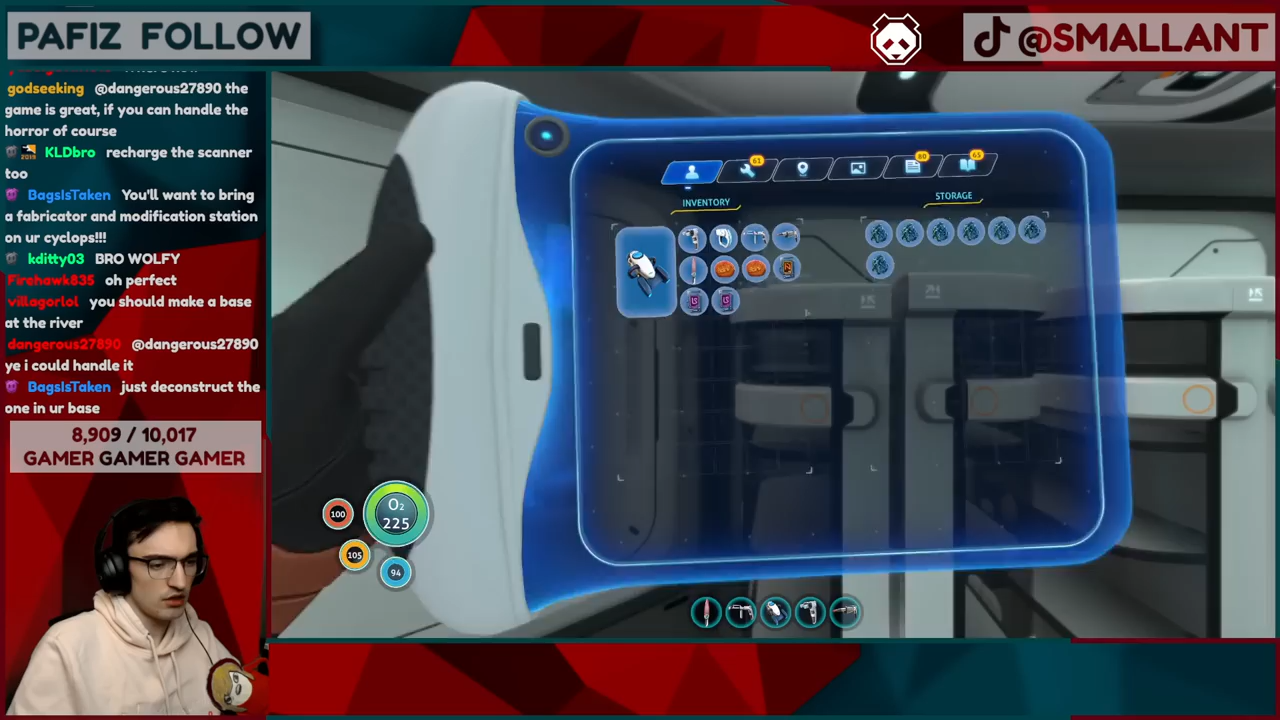 PAFIZ FOLLOW
@SMALLANT
godseeking @dangerous27890 the
game is great, if you can handle the
horror of course
2019 KLDbro recharge the scanner
too
BagsIsTaken You'll want to bring
a fabricator and modification station
on ur cyclops!!!
kditty03 BRO WOLFY
Firehawk835 oh perfect
villagorlol you should make a base
at the river
dangerous27890 @dangerous27890
ye i could handle it
BagsIsTaken just deconstruct the
one in ur base
8,909 / 10,017
GAMER GAMER GAMER
61
80
65
INVENTORY
STORAGE
100
O₂
225
105
94